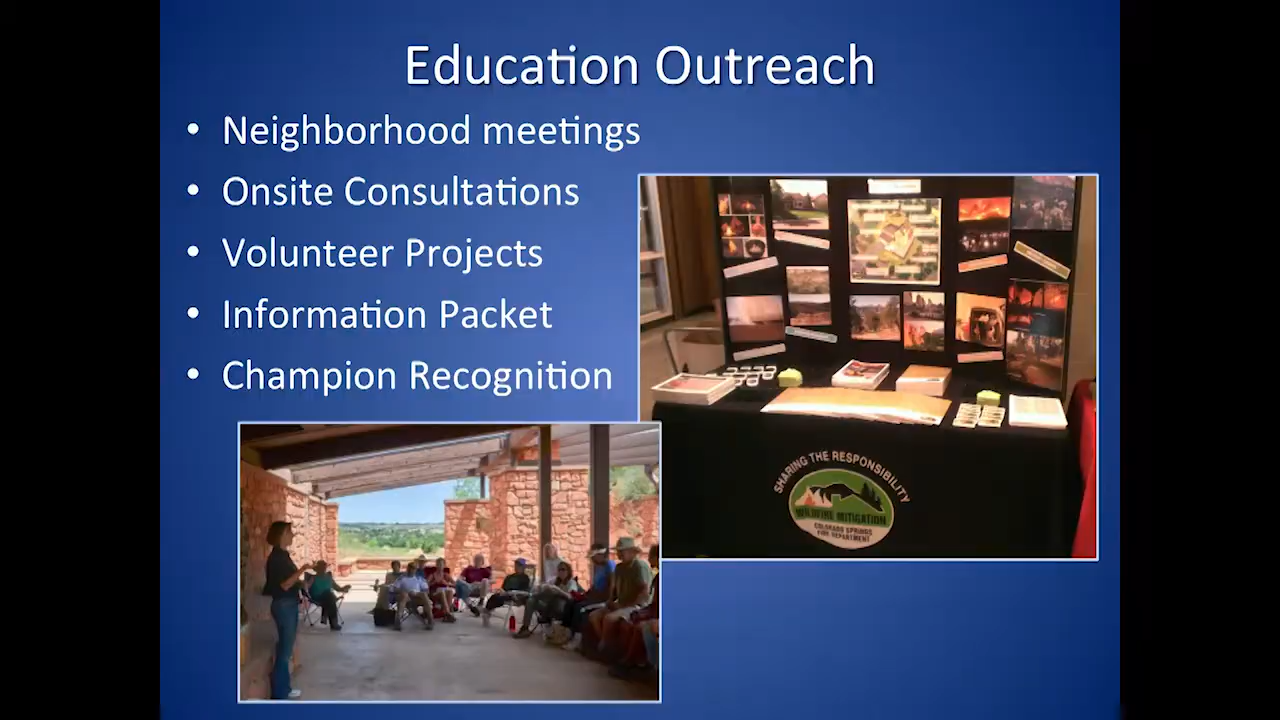 Education Outreach
• Neighborhood meetings
• Onsite Consultations
• Volunteer Projects
• Information Packet
• Champion Recognition
SHARING THE RESPONSIBILITY
WILDFIRE MITIGATION
COLORADO SPRINGS
FIRE DEPARTMENT